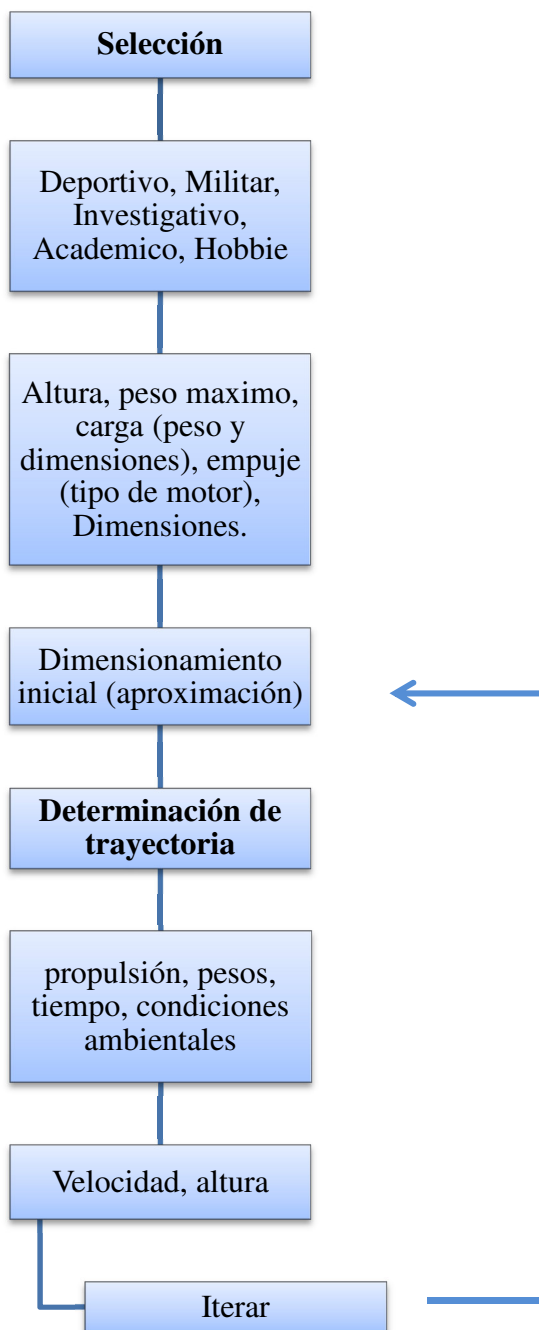 Selección
Deportivo, Militar,
Investigativo,
Academico, Hobbie
Altura, peso maximo,
carga (peso y
dimensiones), empuje
(tipo de motor),
Dimensiones.
Dimensionamiento
inicial (aproximación)
Determinación de
trayectoria
propulsión, pesos,
tiempo, condiciones
ambientales
Velocidad, altura
Iterar